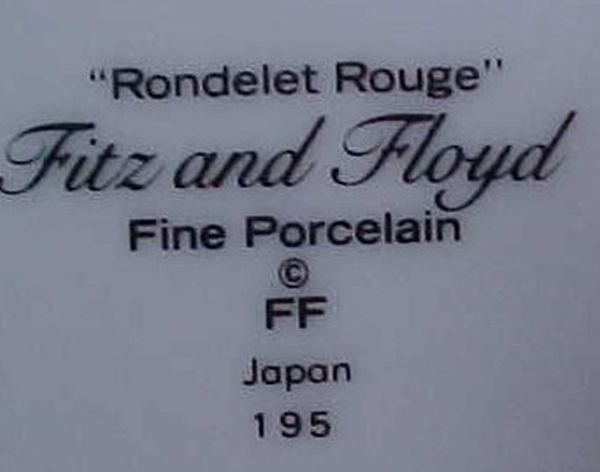 "Rondelet Rouge"
Fitz and Floyd
Fine Porcelain
©
FF
Japan
195